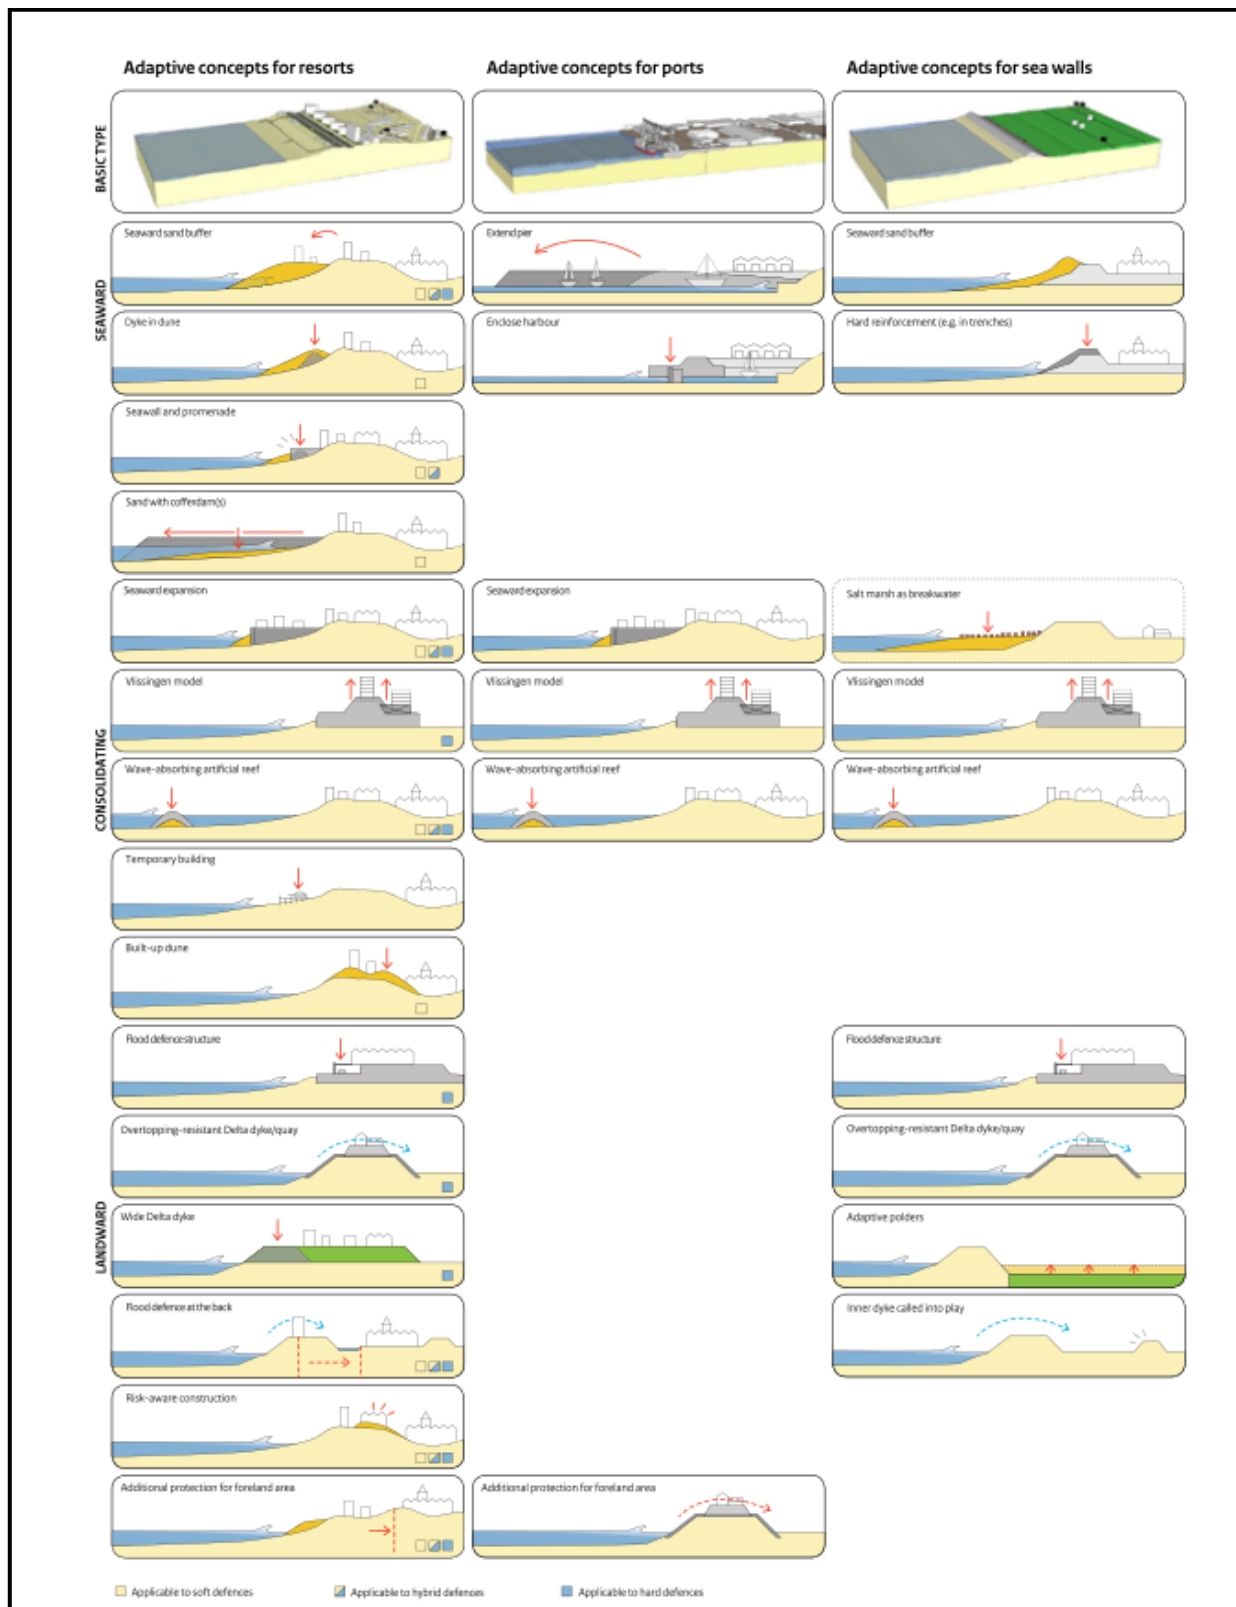 Adaptive concepts for resorts
Adaptive concepts for ports
Adaptive concepts for sea walls
BASIC TYPE
SEAWARD
Seaward sand buffer
Extend pier
Seaward sand buffer
Dyke in dune
Enclose harbour
Hard reinforcement (e.g. in trenches)
Seawall and promenade
Sand with cofferdam(s)
Seaward expansion
Seaward expansion
Salt marsh as breakwater
CONSOLIDATING
Vlissingen model
Vlissingen model
Vlissingen model
Wave-absorbing artificial reef
Wave-absorbing artificial reef
Wave-absorbing artificial reef
Temporary building
Built-up dune
LANDWARD
Flood defence structure
Flood defence structure
Overtopping-resistant Delta dyke/quay
Overtopping-resistant Delta dyke/quay
Wide Delta dyke
Adaptive polders
Flood defence at the back
Inner dyke called into play
Risk-aware construction
Additional protection for foreland area
Additional protection for foreland area
Applicable to soft defences
Applicable to hybrid defences
Applicable to hard defences